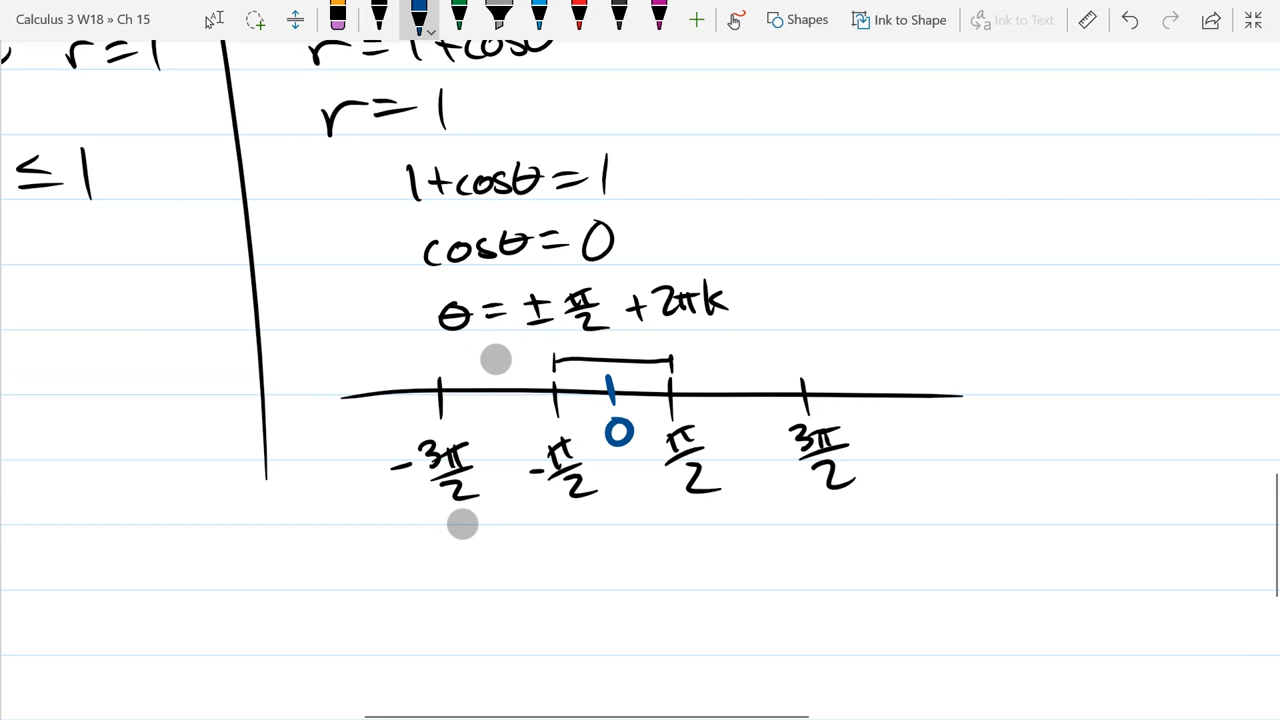 Calculus 3 W18 » Ch 15
Shapes
Ink to Shape
Ink to Text
r=1
r=1+cosθ
r=1
≤1
1+cosθ=1
cosθ=0
θ=±π/2+2πk
0
-3π/2 -π/2 π/2 3π/2